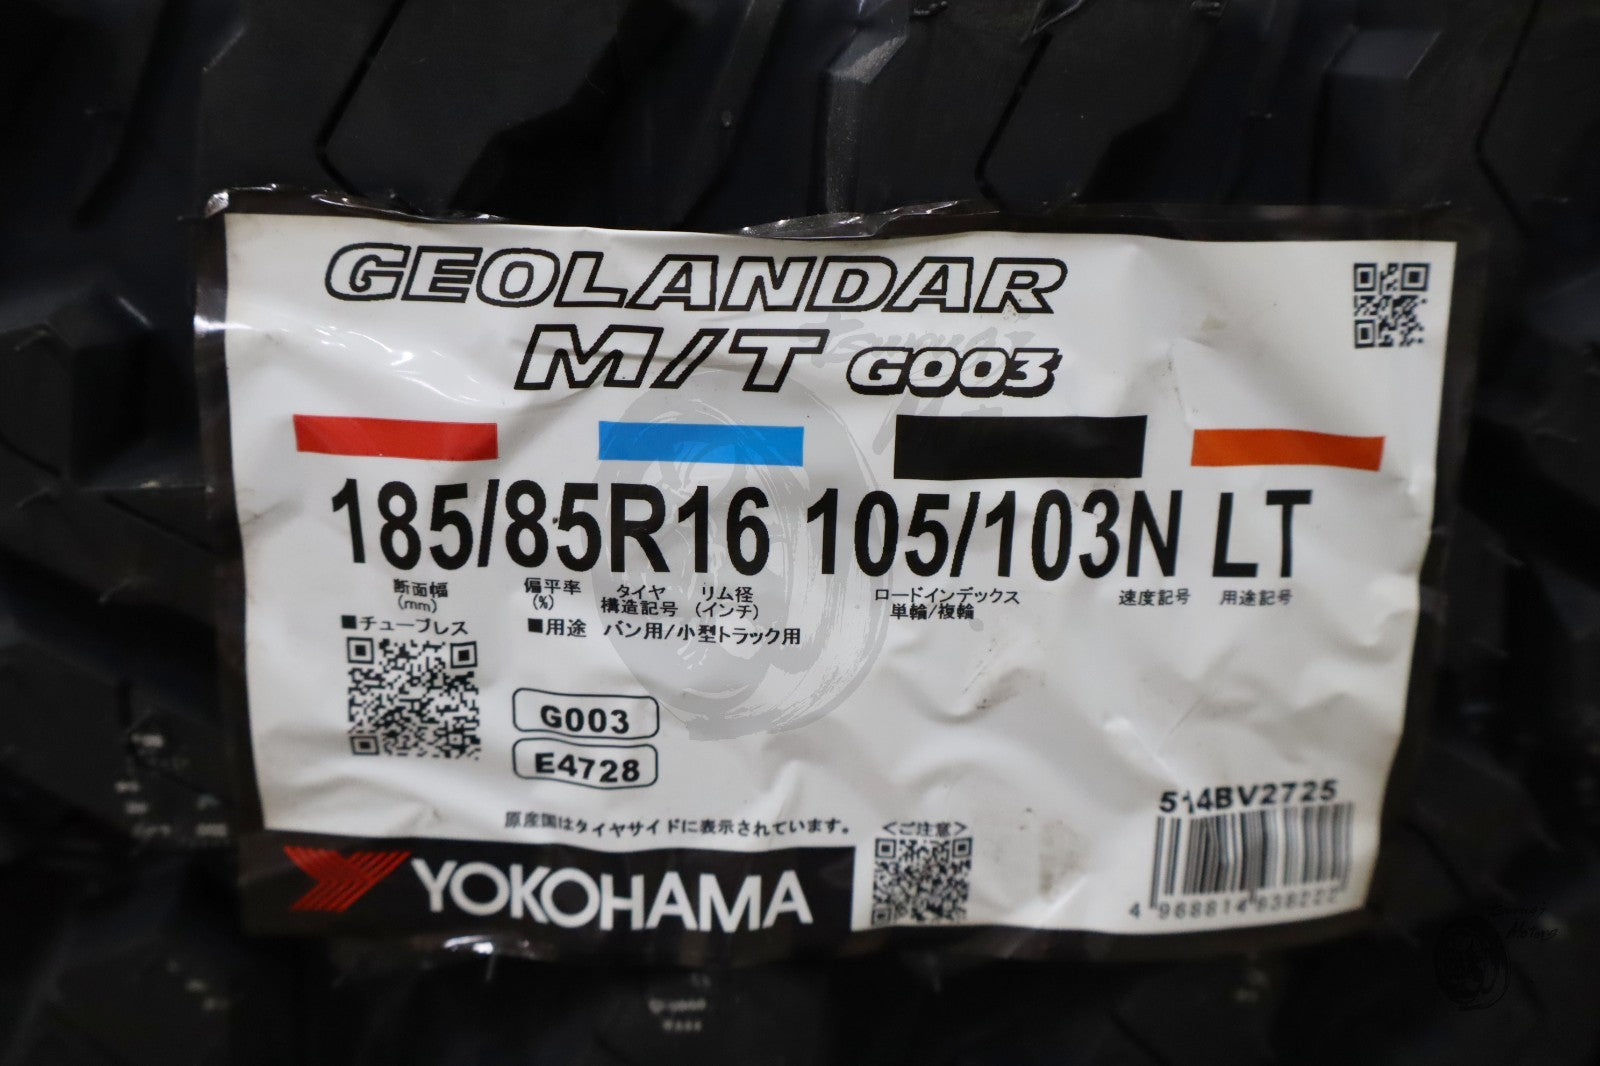 GEOLANDAR
M/T G003
185/85R16 105/103N LT
断面幅 偏平率 タイヤ リム径 ロードインデックス 速度記号 用途記号
(mm) (%) 構造記号 (インチ) 単輪/複輪
■チューブレス ■用途 バン用/小型トラック用
G003
E4728
514BV2725
原産国はタイヤサイドに表示されています。 <ご注意>
YOKOHAMA
4 968814 838222